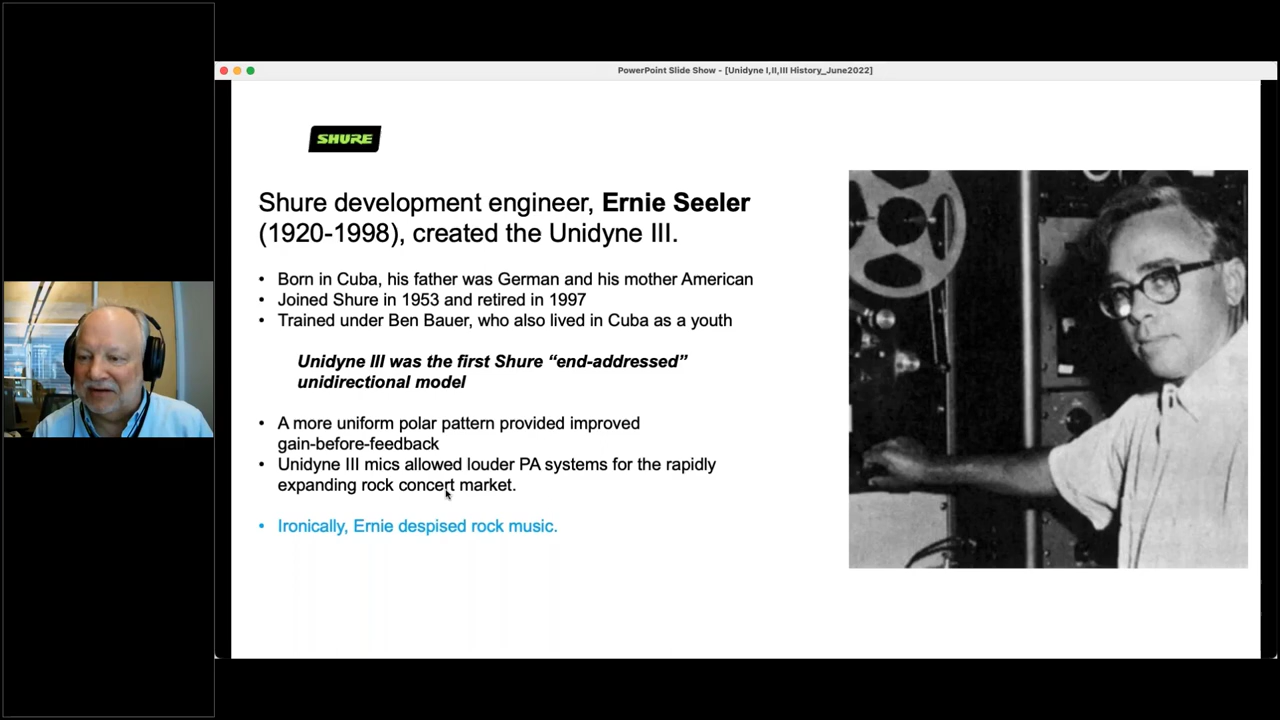 PowerPoint Slide Show - [Unidyne I,II,III History_June2022]
SHURE
Shure development engineer, Ernie Seeler
(1920-1998), created the Unidyne III.
• Born in Cuba, his father was German and his mother American
• Joined Shure in 1953 and retired in 1997
• Trained under Ben Bauer, who also lived in Cuba as a youth
Unidyne III was the first Shure “end-addressed”
unidirectional model
• A more uniform polar pattern provided improved
gain-before-feedback
• Unidyne III mics allowed louder PA systems for the rapidly
expanding rock concert market.
• Ironically, Ernie despised rock music.